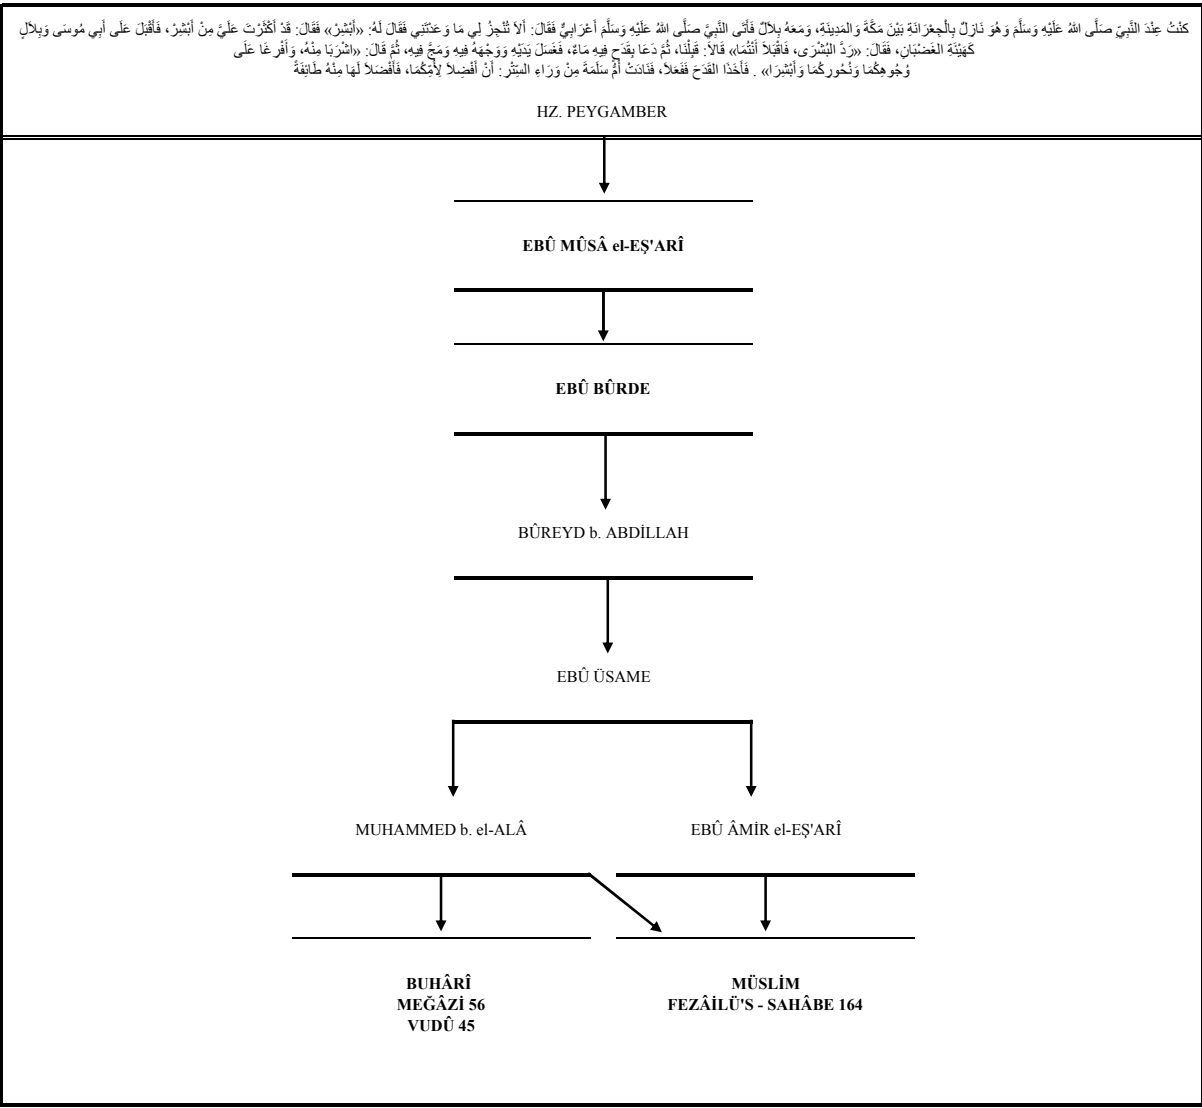 كنْتُ عِنْدَ النَّبِيِّ صَلَّى اللهُ عَلَيْهِ وَسَلَّمَ وَهُوَ نَازِلٌ بِالْجِعْرَانَةِ بَيْنَ مَكَّةَ وَالمَدِينَةِ، وَمَعَهُ بِلاَلٌ فَأَتَى النَّبِيَّ صَلَّى اللهُ عَلَيْهِ وَسَلَّمَ أَعْرَابِيٌّ فَقَالَ: أَلاَ تُنْجِزُ لِي مَا وَعَدْتَنِي فَقَالَ لَهُ: «أَبْشِرْ» فَقَالَ: قَدْ أَكْثَرْتَ عَلَيَّ مِنْ أَبْشِرْ، فَأَقْبَلَ عَلَى أَبِي مُوسَى وَبِلاَلٍ
كَهَيْئَةِ الغَضْبَانِ، فَقَالَ: «رَدَّ البُشْرَى، فَاقْبَلاَ أَنْتُمَا» قَالاَ: قَبِلْنَا، ثُمَّ دَعَا بِقَدَحٍ فِيهِ مَاءٌ، فَغَسَلَ يَدَيْهِ وَوَجْهَهُ فِيهِ وَمَجَّ فِيهِ، ثُمَّ قَالَ: «اشْرَبَا مِنْهُ، وَأَفْرِغَا عَلَى
وُجُوهِكُمَا وَنُحُورِكُمَا وَأَبْشِرَا» . فَأَخَذَا القَدَحَ فَفَعَلاَ، فَنَادَتْ أُمُّ سَلَمَةَ مِنْ وَرَاءِ السِّتْرِ: أَنْ أَفْضِلاَ لِأُمِّكُمَا، فَأَفْضَلاَ لَهَا مِنْهُ طَائِفَةً
HZ. PEYGAMBER
EBÛ MÛSÂ el-EŞ'ARÎ
EBÛ BÛRDE
BÛREYD b. ABDİLLAH
EBÛ ÜSAME
MUHAMMED b. el-ALÂ
EBÛ ÂMİR el-EŞ'ARÎ
BUHÂRÎ
MEĞÂZİ 56
VUDÛ 45
MÜSLİM
FEZÂİLÜ'S - SAHÂBE 164